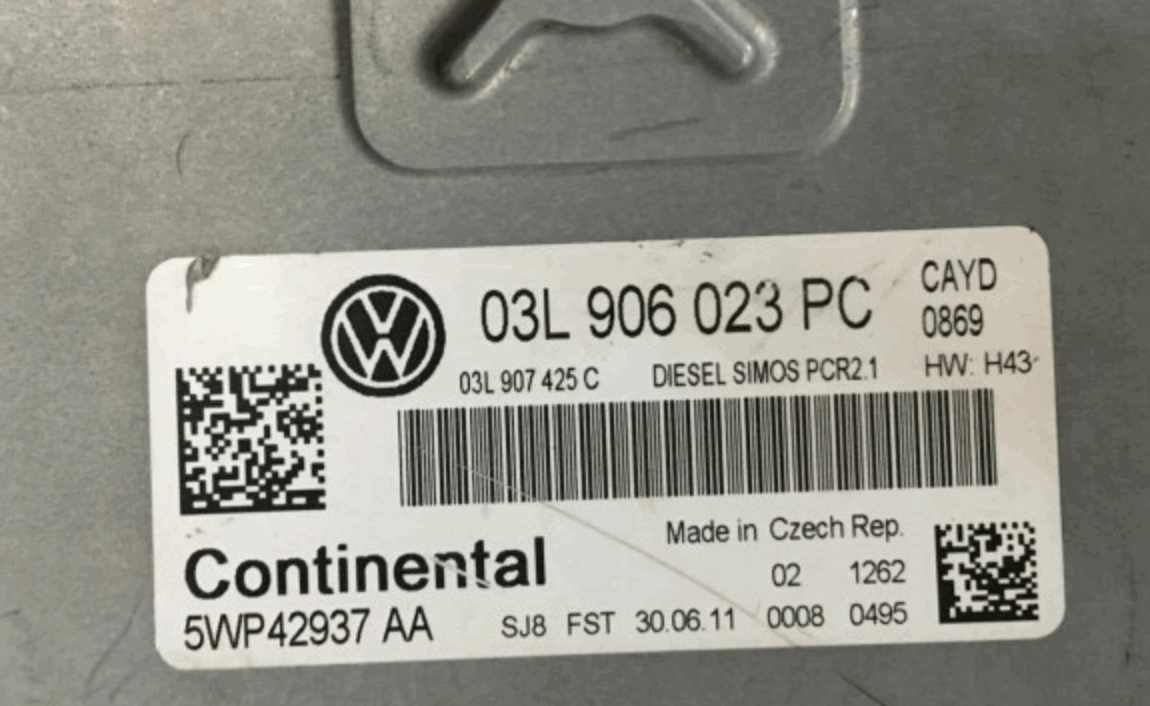 03L 906 023 PC CAYD
0869
03L 907 425 C DIESEL SIMOS PCR2.1 HW: H43
Made in Czech Rep.
Continental
02 1262
5WP42937 AA SJ8 FST 30.06.11 0008 0495